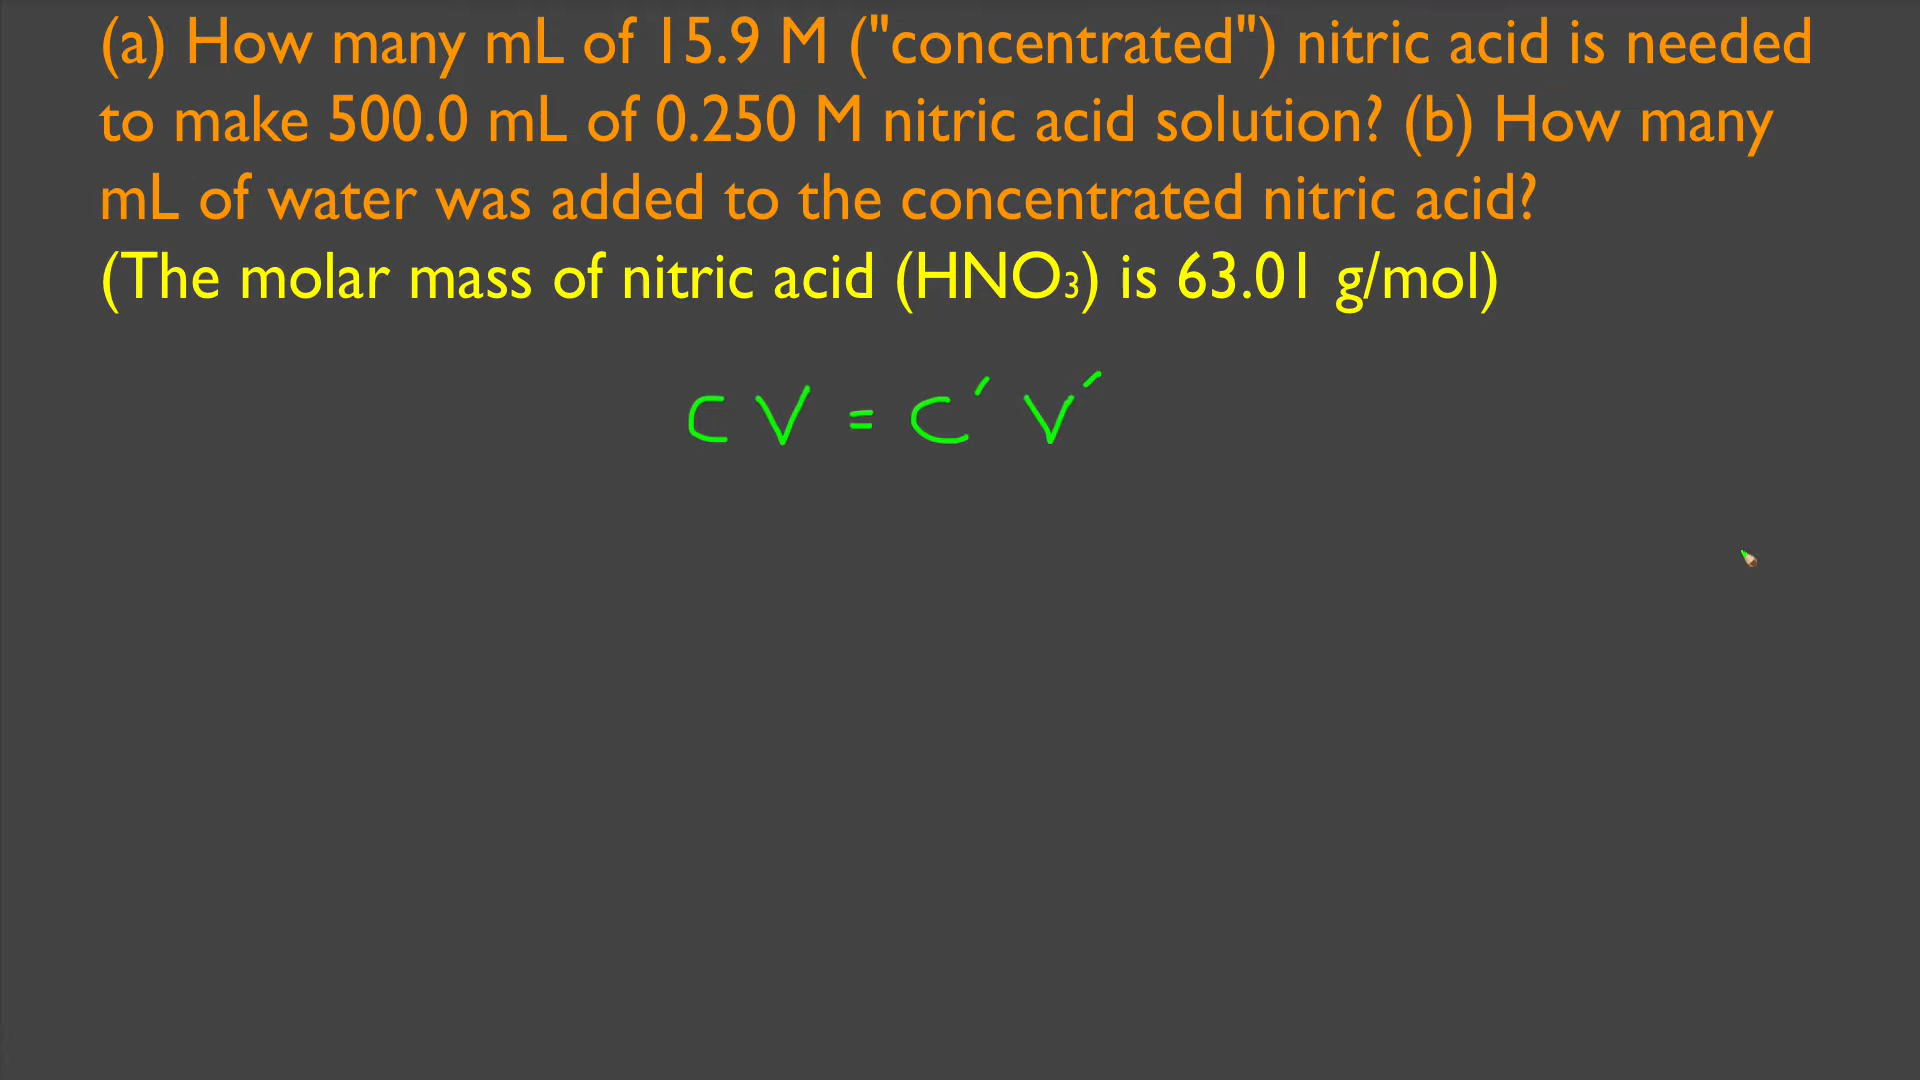 (a) How many mL of 15.9 M ("concentrated") nitric acid is needed
to make 500.0 mL of 0.250 M nitric acid solution? (b) How many
mL of water was added to the concentrated nitric acid?
(The molar mass of nitric acid (HNO₃) is 63.01 g/mol)
C V = C′ V′